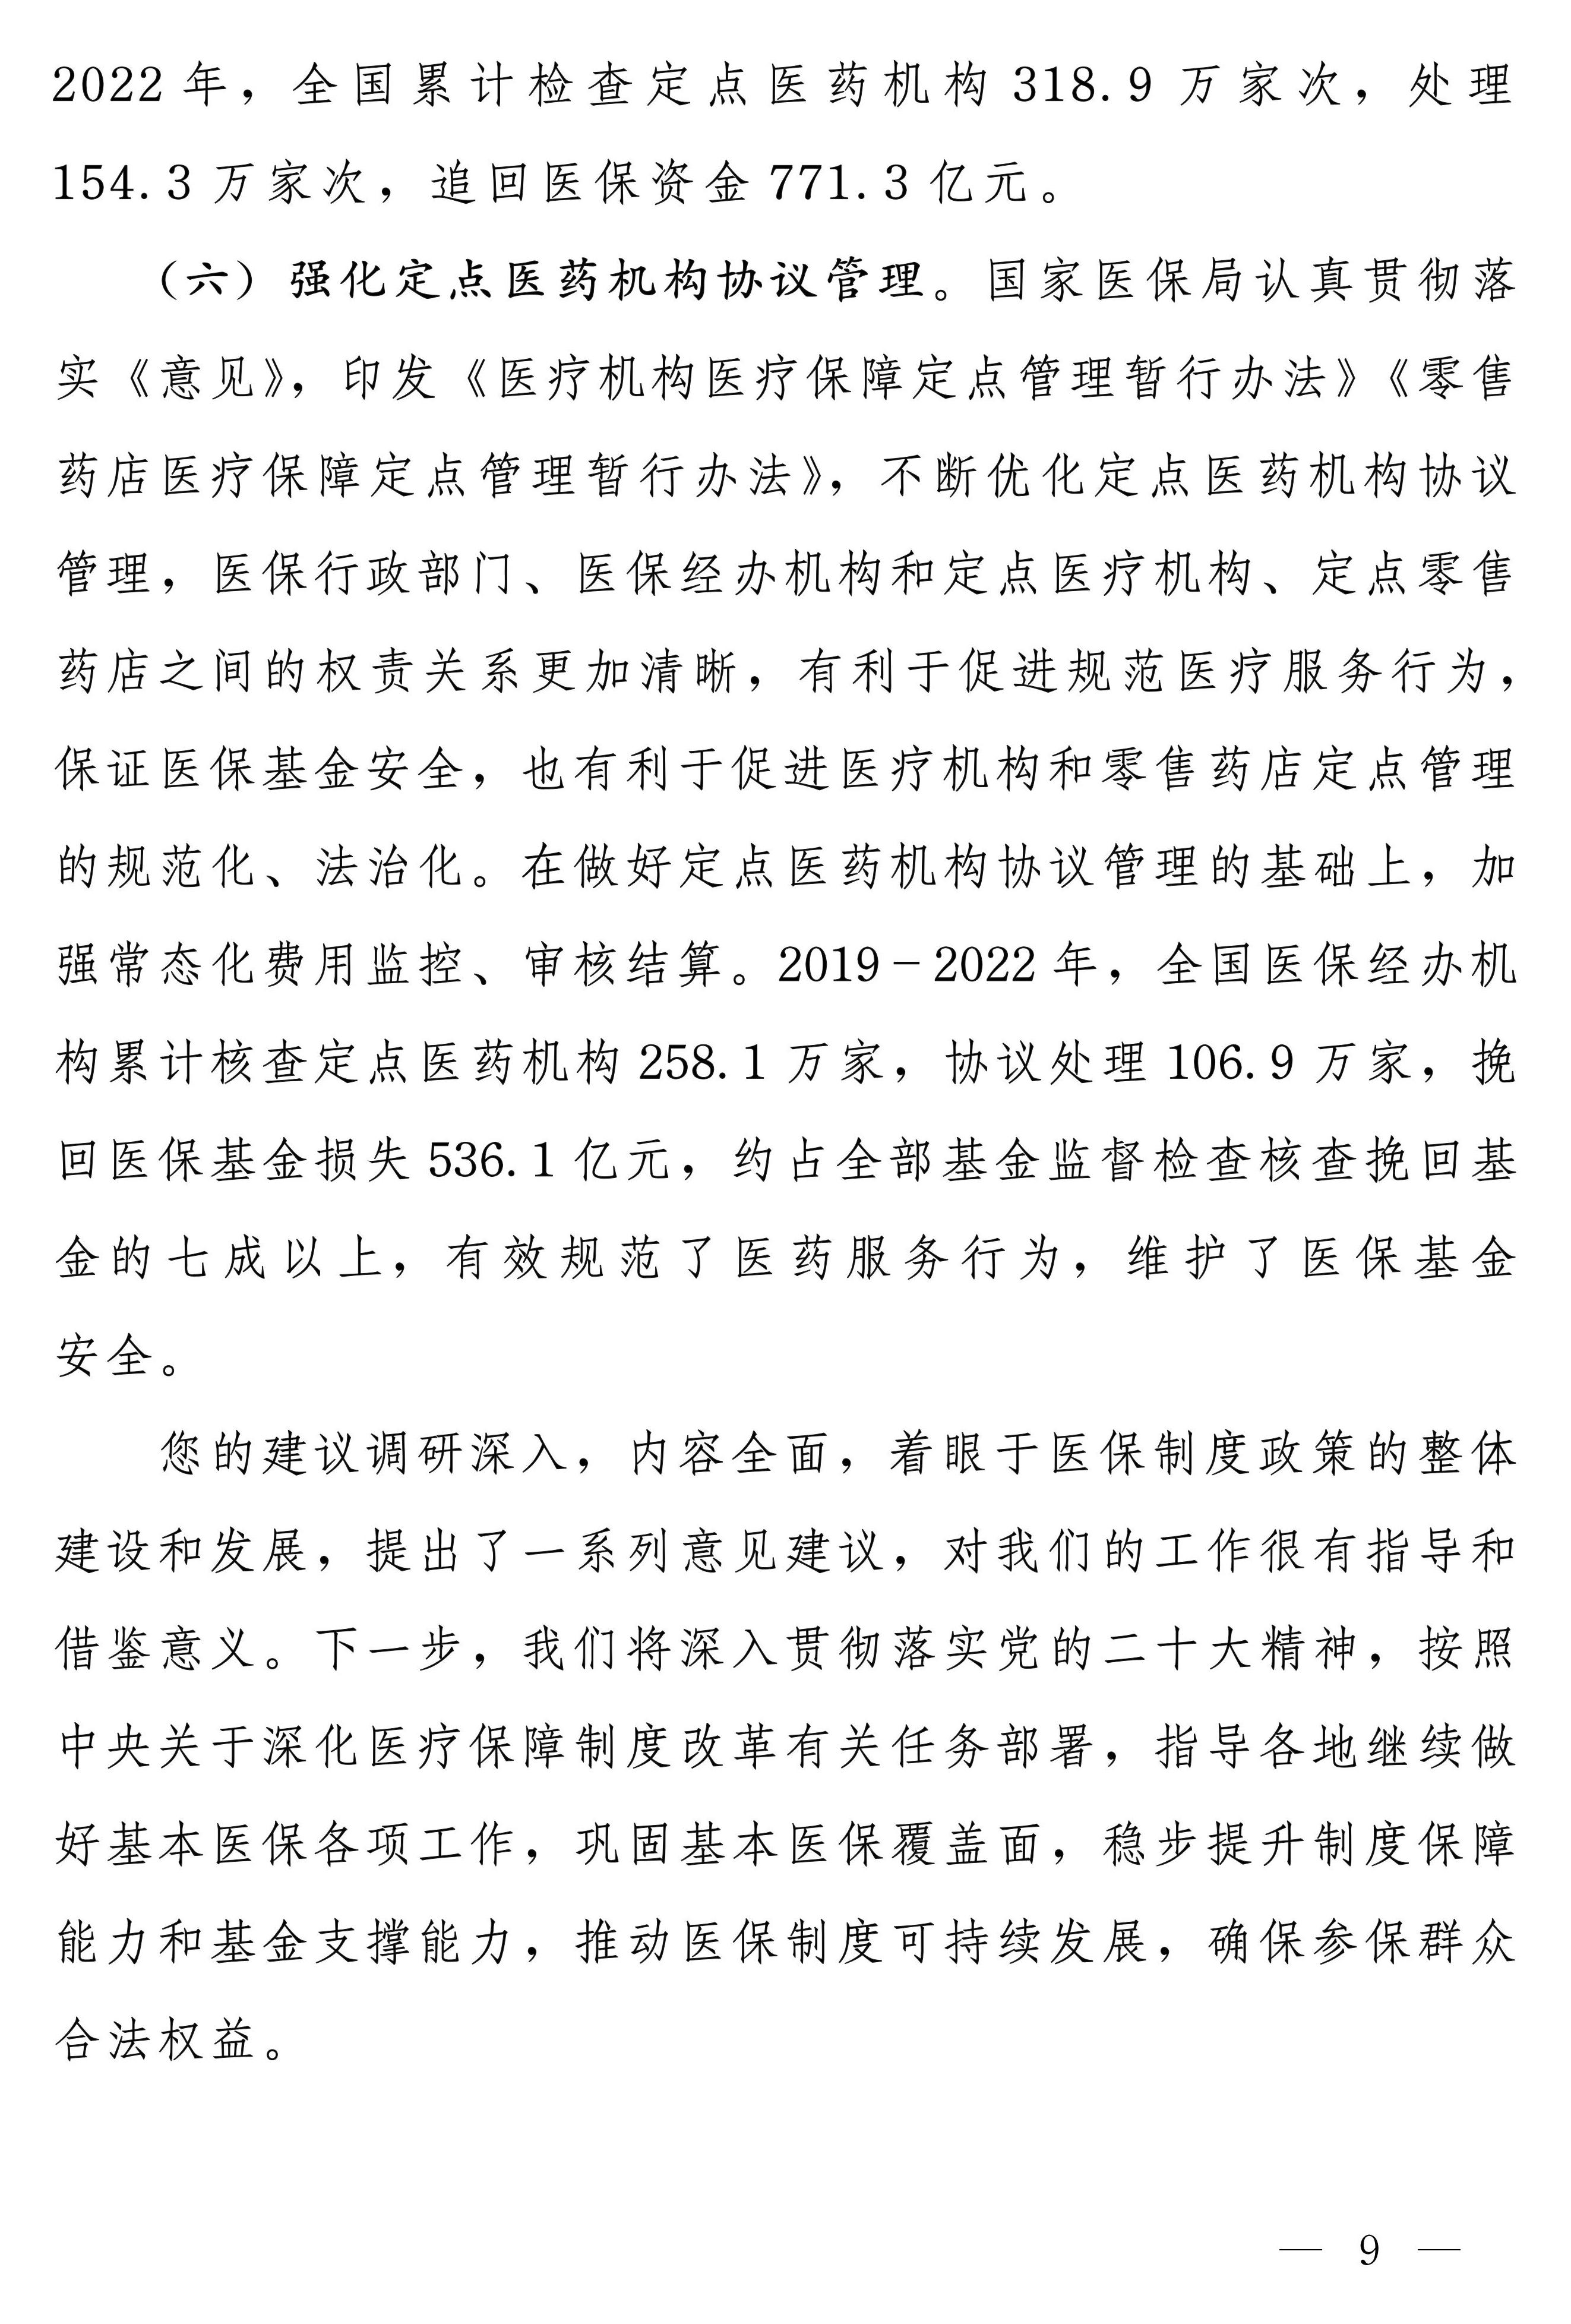 2022 年，全国累计检查定点医药机构 318.9 万家次，处理
154.3 万家次，追回医保资金 771.3 亿元。
（六）强化定点医药机构协议管理。国家医保局认真贯彻落
实《意见》，印发《医疗机构医疗保障定点管理暂行办法》《零售
药店医疗保障定点管理暂行办法》，不断优化定点医药机构协议
管理，医保行政部门、医保经办机构和定点医疗机构、定点零售
药店之间的权责关系更加清晰，有利于促进规范医疗服务行为，
保证医保基金安全，也有利于促进医疗机构和零售药店定点管理
的规范化、法治化。在做好定点医药机构协议管理的基础上，加
强常态化费用监控、审核结算。2019－2022 年，全国医保经办机
构累计核查定点医药机构 258.1 万家，协议处理 106.9 万家，挽
回医保基金损失 536.1 亿元，约占全部基金监督检查核查挽回基
金的七成以上，有效规范了医药服务行为，维护了医保基金
安全。
您的建议调研深入，内容全面，着眼于医保制度政策的整体
建设和发展，提出了一系列意见建议，对我们的工作很有指导和
借鉴意义。下一步，我们将深入贯彻落实党的二十大精神，按照
中央关于深化医疗保障制度改革有关任务部署，指导各地继续做
好基本医保各项工作，巩固基本医保覆盖面，稳步提升制度保障
能力和基金支撑能力，推动医保制度可持续发展，确保参保群众
合法权益。
— 9 —